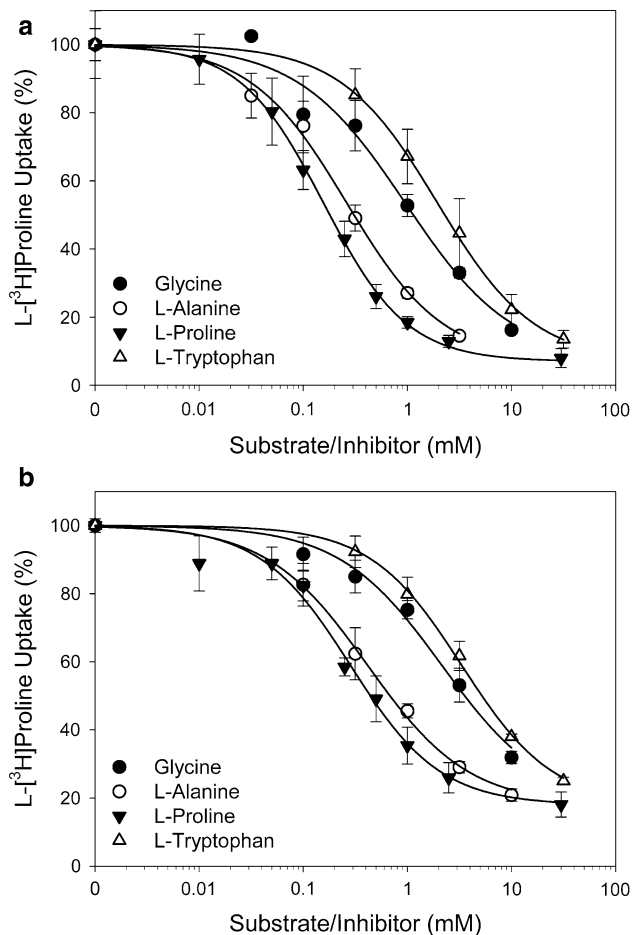 a
L-[³H]Proline Uptake (%)
100
80
60
40
20
0
Glycine
L-Alanine
L-Proline
L-Tryptophan
0 0.01 0.1 1 10 100
Substrate/Inhibitor (mM)
b
L-[³H]Proline Uptake (%)
100
80
60
40
20
0
Glycine
L-Alanine
L-Proline
L-Tryptophan
0 0.01 0.1 1 10 100
Substrate/Inhibitor (mM)